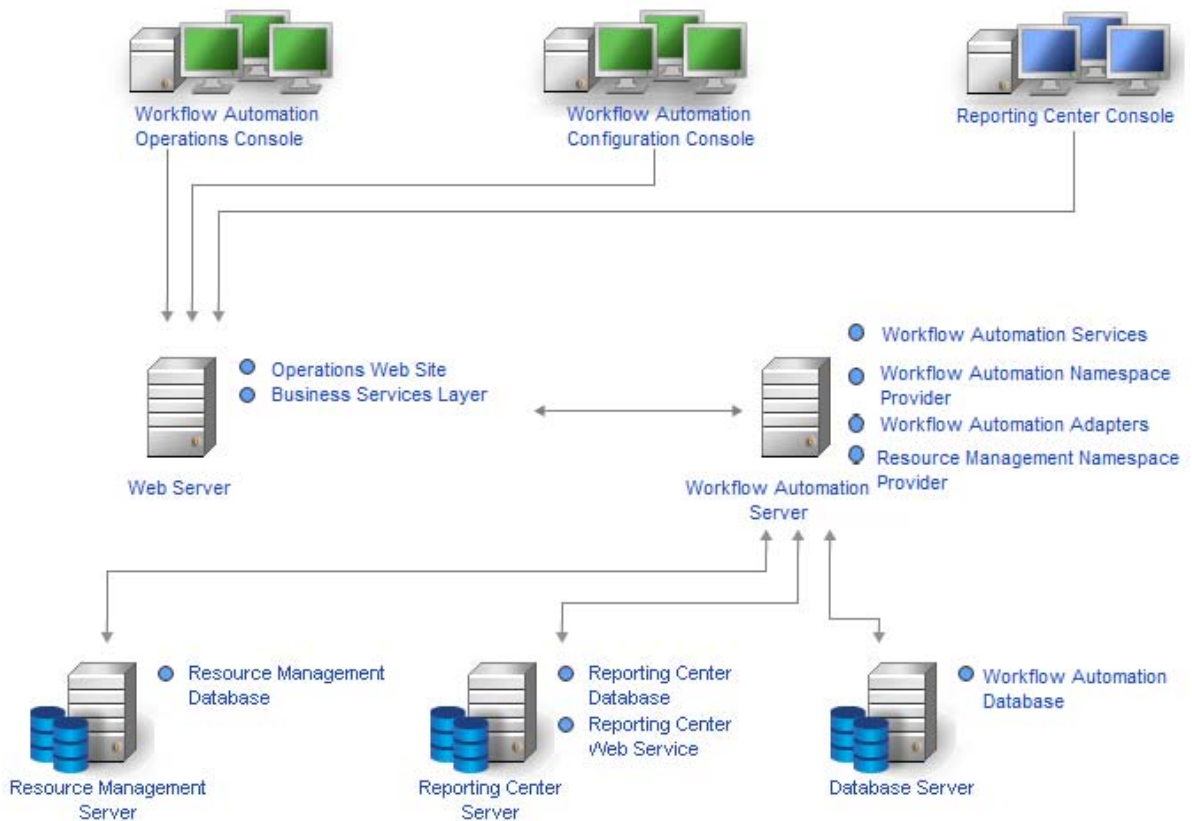 Workflow Automation
Operations Console
Workflow Automation
Configuration Console
Reporting Center Console
Operations Web Site
Business Services Layer
Web Server
Workflow Automation Services
Workflow Automation Namespace
Provider
Workflow Automation Adapters
Resource Management Namespace
Provider
Workflow Automation
Server
Resource Management
Database
Resource Management
Server
Reporting Center
Database
Reporting Center
Web Service
Reporting Center
Server
Workflow Automation
Database
Database Server